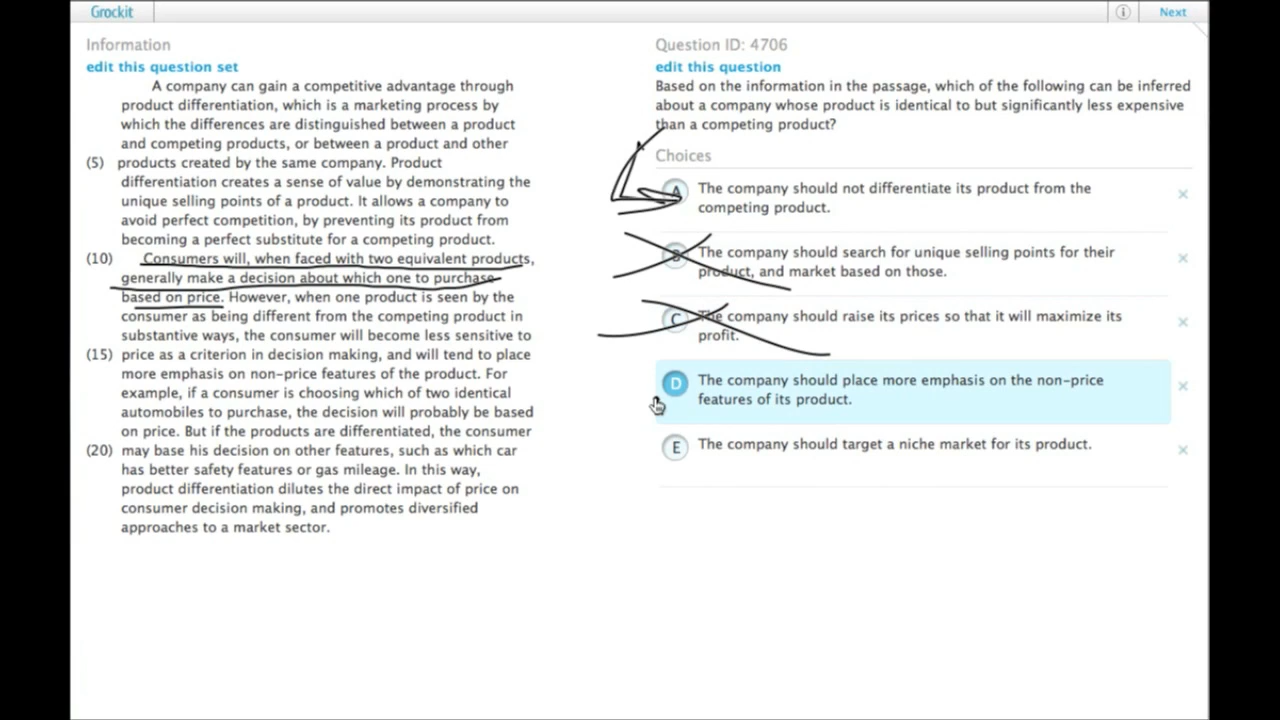 Grockit
i
Next
Information
edit this question set
A company can gain a competitive advantage through
product differentiation, which is a marketing process by
which the differences are distinguished between a product
and competing products, or between a product and other
(5) products created by the same company. Product
differentiation creates a sense of value by demonstrating the
unique selling points of a product. It allows a company to
avoid perfect competition, by preventing its product from
becoming a perfect substitute for a competing product.
(10) Consumers will, when faced with two equivalent products,
generally make a decision about which one to purchase
based on price. However, when one product is seen by the
consumer as being different from the competing product in
substantive ways, the consumer will become less sensitive to
(15) price as a criterion in decision making, and will tend to place
more emphasis on non-price features of the product. For
example, if a consumer is choosing which of two identical
automobiles to purchase, the decision will probably be based
on price. But if the products are differentiated, the consumer
(20) may base his decision on other features, such as which car
has better safety features or gas mileage. In this way,
product differentiation dilutes the direct impact of price on
consumer decision making, and promotes diversified
approaches to a market sector.
Question ID: 4706
edit this question
Based on the information in the passage, which of the following can be inferred
about a company whose product is identical to but significantly less expensive
than a competing product?
Choices
A The company should not differentiate its product from the
competing product.
B The company should search for unique selling points for their
product, and market based on those.
C The company should raise its prices so that it will maximize its
profit.
D The company should place more emphasis on the non-price
features of its product.
E The company should target a niche market for its product.